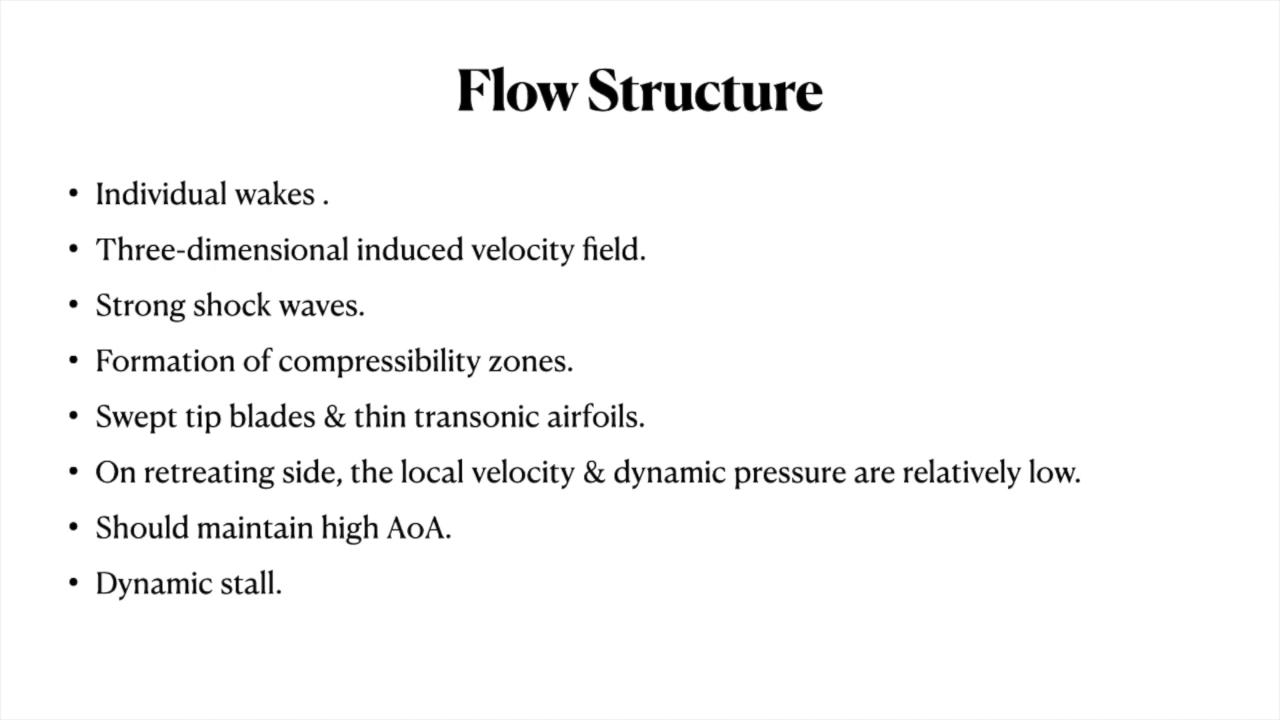 Flow Structure
• Individual wakes .
• Three-dimensional induced velocity field.
• Strong shock waves.
• Formation of compressibility zones.
• Swept tip blades & thin transonic airfoils.
• On retreating side, the local velocity & dynamic pressure are relatively low.
• Should maintain high AoA.
• Dynamic stall.